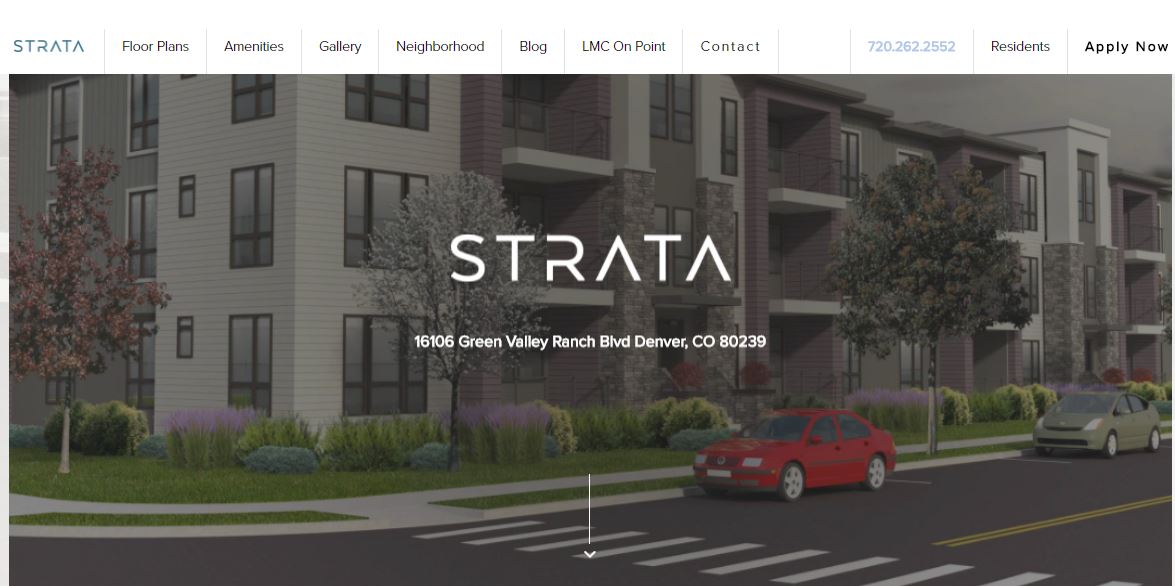 STRATA
Floor Plans
Amenities
Gallery
Neighborhood
Blog
LMC On Point
Contact
720.262.2552
Residents
Apply Now
STRATA
16106 Green Valley Ranch Blvd Denver, CO 80239